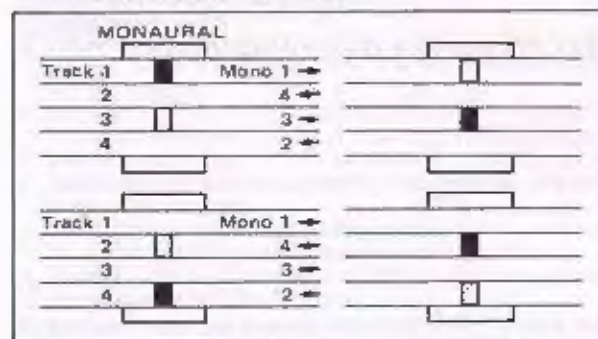 MONAURAL
Track 1 Mono 1 →
2 4 ←
3 3 →
4 2 ←
Track 1 Mono 1 →
2 4 ←
3 3 →
4 2 ←